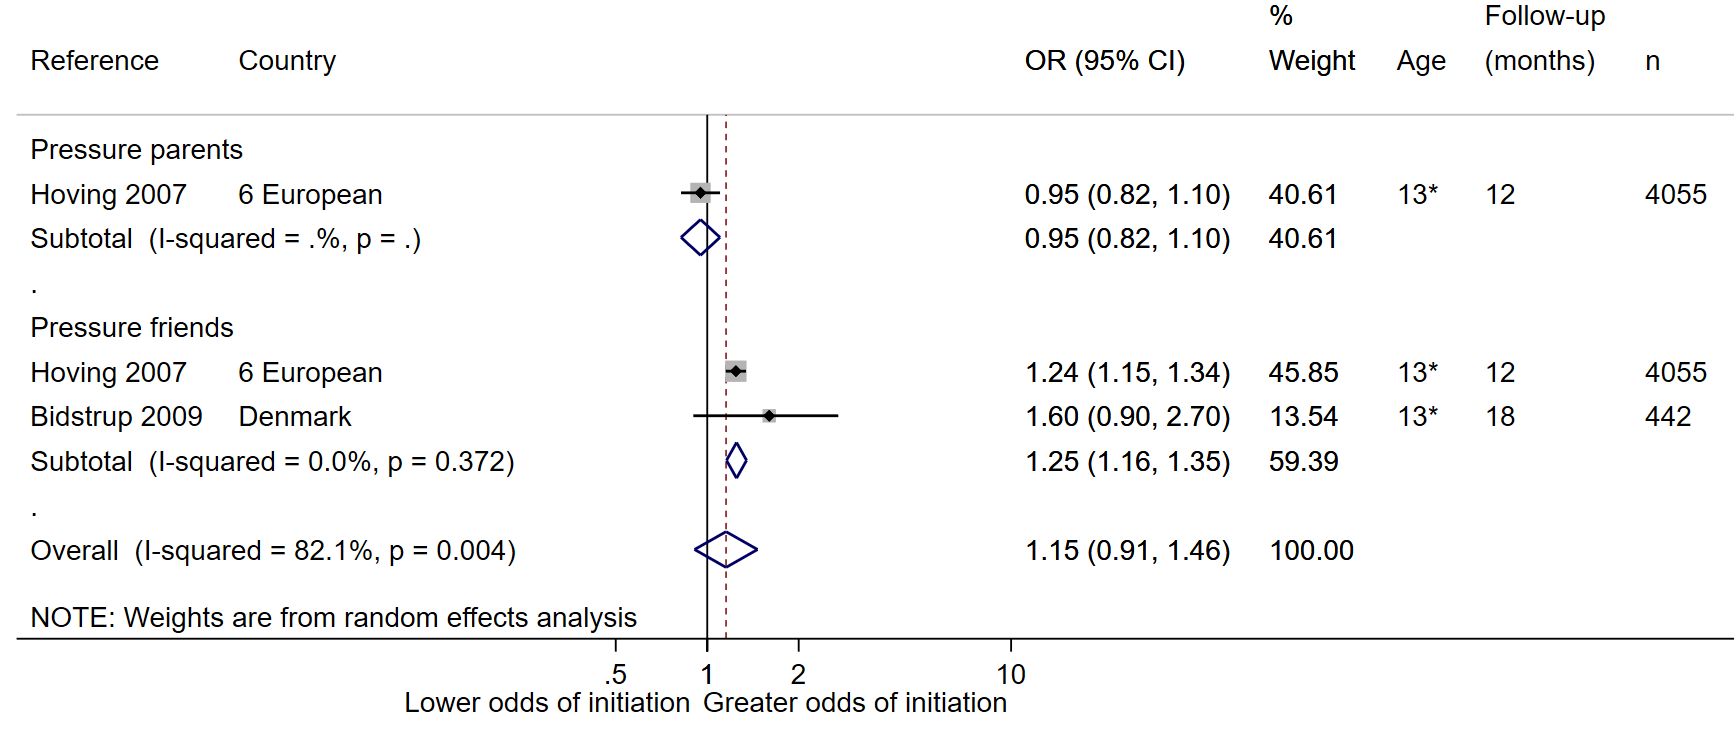 % Follow-up
Reference Country OR (95% CI) Weight Age (months) n
Pressure parents
Hoving 2007 6 European 0.95 (0.82, 1.10) 40.61 13* 12 4055
Subtotal (I-squared = .%, p = .) 0.95 (0.82, 1.10) 40.61
.
Pressure friends
Hoving 2007 6 European 1.24 (1.15, 1.34) 45.85 13* 12 4055
Bidstrup 2009 Denmark 1.60 (0.90, 2.70) 13.54 13* 18 442
Subtotal (I-squared = 0.0%, p = 0.372) 1.25 (1.16, 1.35) 59.39
.
Overall (I-squared = 82.1%, p = 0.004) 1.15 (0.91, 1.46) 100.00
NOTE: Weights are from random effects analysis
.5 1 2 10
Lower odds of initiation Greater odds of initiation